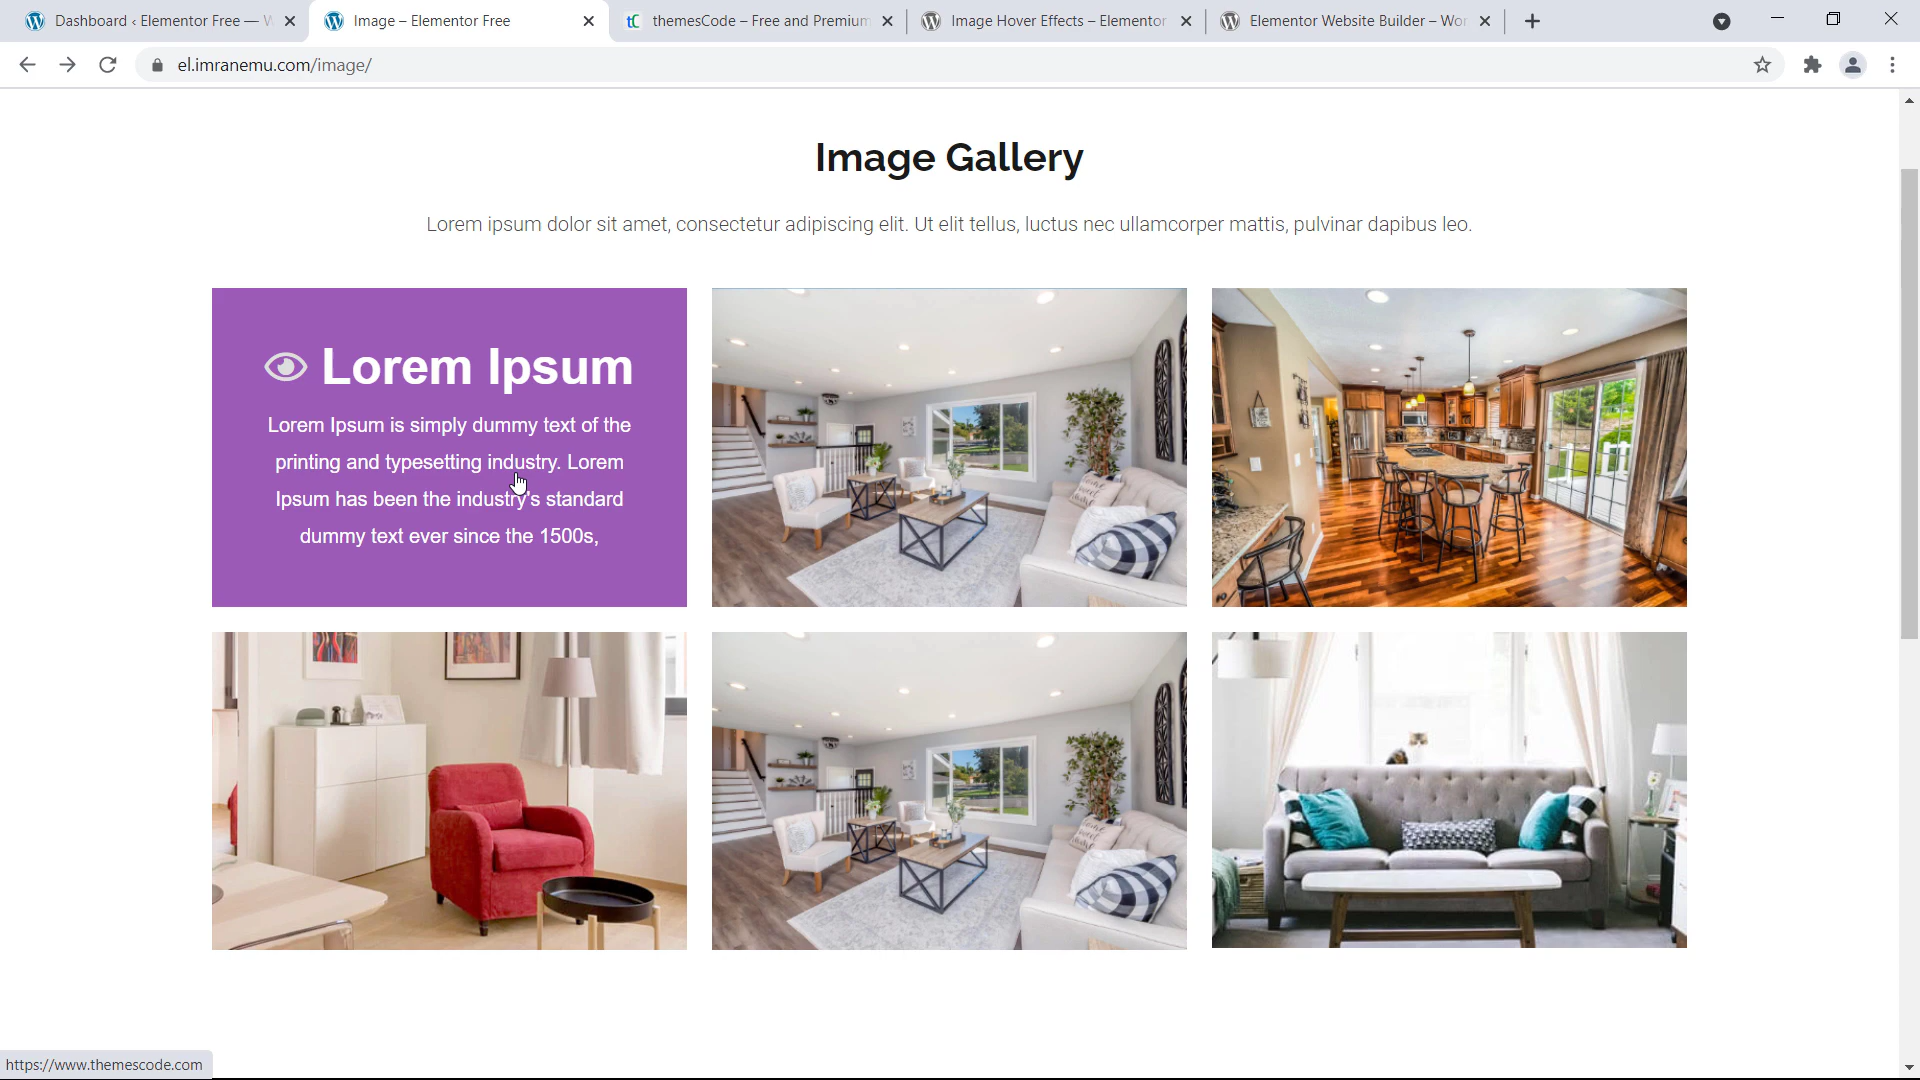 Dashboard ‹ Elementor Free — W
Image – Elementor Free
tC themesCode – Free and Premium
Image Hover Effects – Elementor
Elementor Website Builder – Wor
el.imranemu.com/image/
Image Gallery
Lorem ipsum dolor sit amet, consectetur adipiscing elit. Ut elit tellus, luctus nec ullamcorper mattis, pulvinar dapibus leo.
Lorem Ipsum
Lorem Ipsum is simply dummy text of the
printing and typesetting industry. Lorem
Ipsum has been the industry's standard
dummy text ever since the 1500s,
https://www.themescode.com